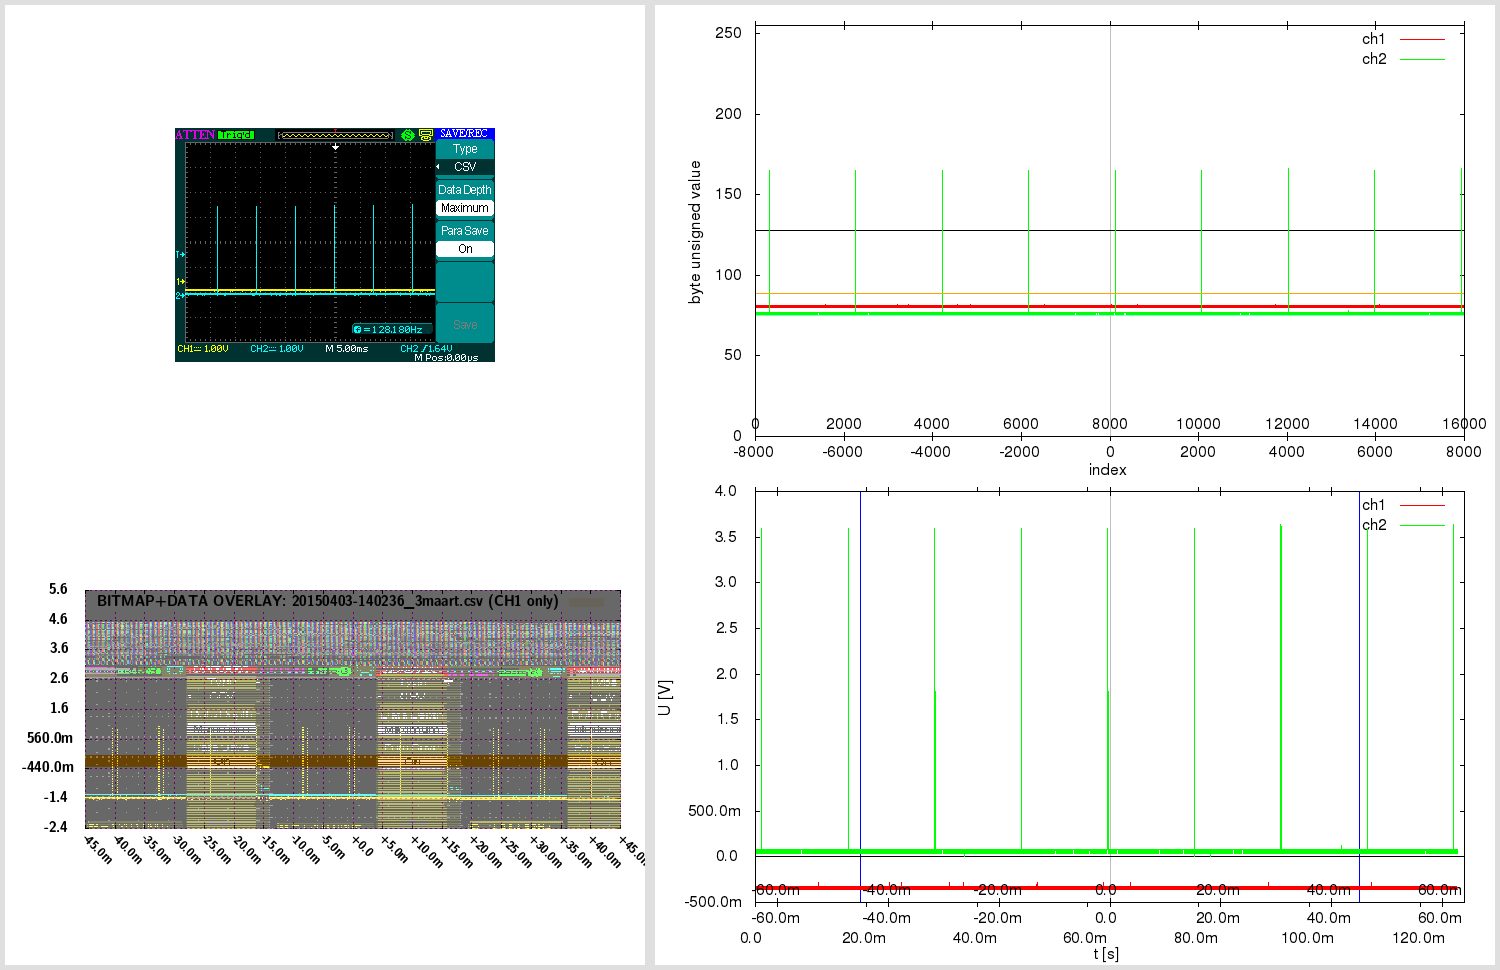 ATTEN Trig'd SAVE/REC
Type
CSV
Data Depth
Maximum
Para Save
On
Save
T
1
2
=128.180Hz
CH1 1.00V CH2 1.00V M 5.00ms CH2 /1.64V
M Pos:0.00µs
BITMAP+DATA OVERLAY: 20150403-140236_3maart.csv (CH1 only)
5.6
4.6
3.6
2.6
1.6
560.0m
-440.0m
-1.4
-2.4
-45.0m -40.0m -35.0m -30.0m -25.0m -20.0m -15.0m -10.0m -5.0m +0.0 +5.0m +10.0m +15.0m +20.0m +25.0m +30.0m +35.0m +40.0m +45.0
ch1
ch2
250
200
150
100
50
0
byte unsigned value
0 2000 4000 6000 8000 10000 12000 14000 16000
-8000 -6000 -4000 -2000 0 2000 4000 6000 8000
index
ch1
ch2
4.0
3.5
3.0
2.5
2.0
1.5
1.0
500.0m
0.0
-500.0m
U [V]
-60.0m -40.0m -20.0m 0.0 20.0m 40.0m 60.0m
-60.0m -40.0m -20.0m 0.0 20.0m 40.0m 60.0m
0.0 20.0m 40.0m 60.0m 80.0m 100.0m 120.0m
t [s]